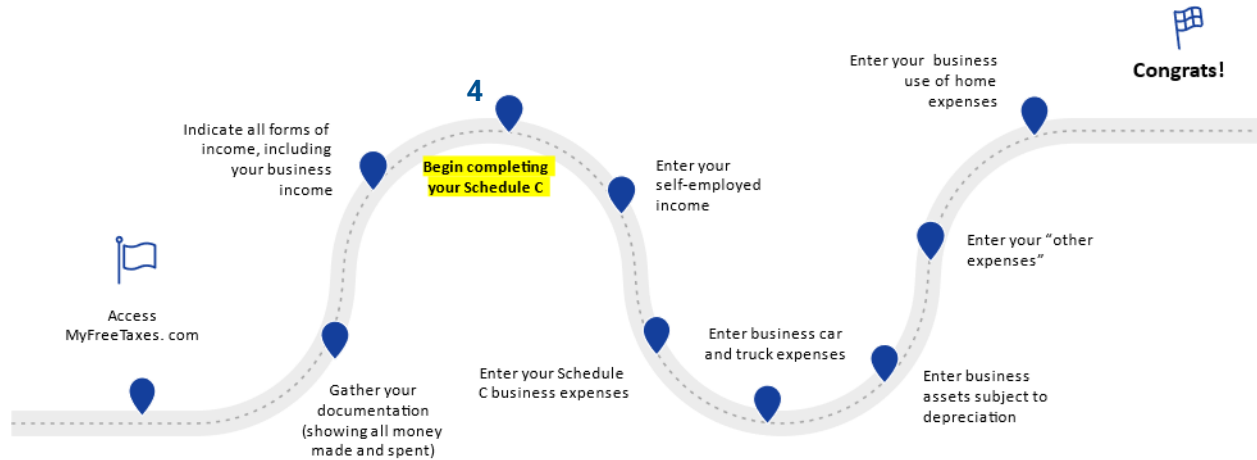 Access
MyFreeTaxes. com
Gather your
documentation
(showing all money
made and spent)
Indicate all forms of
income, including
your business
income
4
Begin completing
your Schedule C
Enter your
self-employed
income
Enter your Schedule
C business expenses
Enter business car
and truck expenses
Enter business
assets subject to
depreciation
Enter your “other
expenses”
Enter your business
use of home
expenses
Congrats!